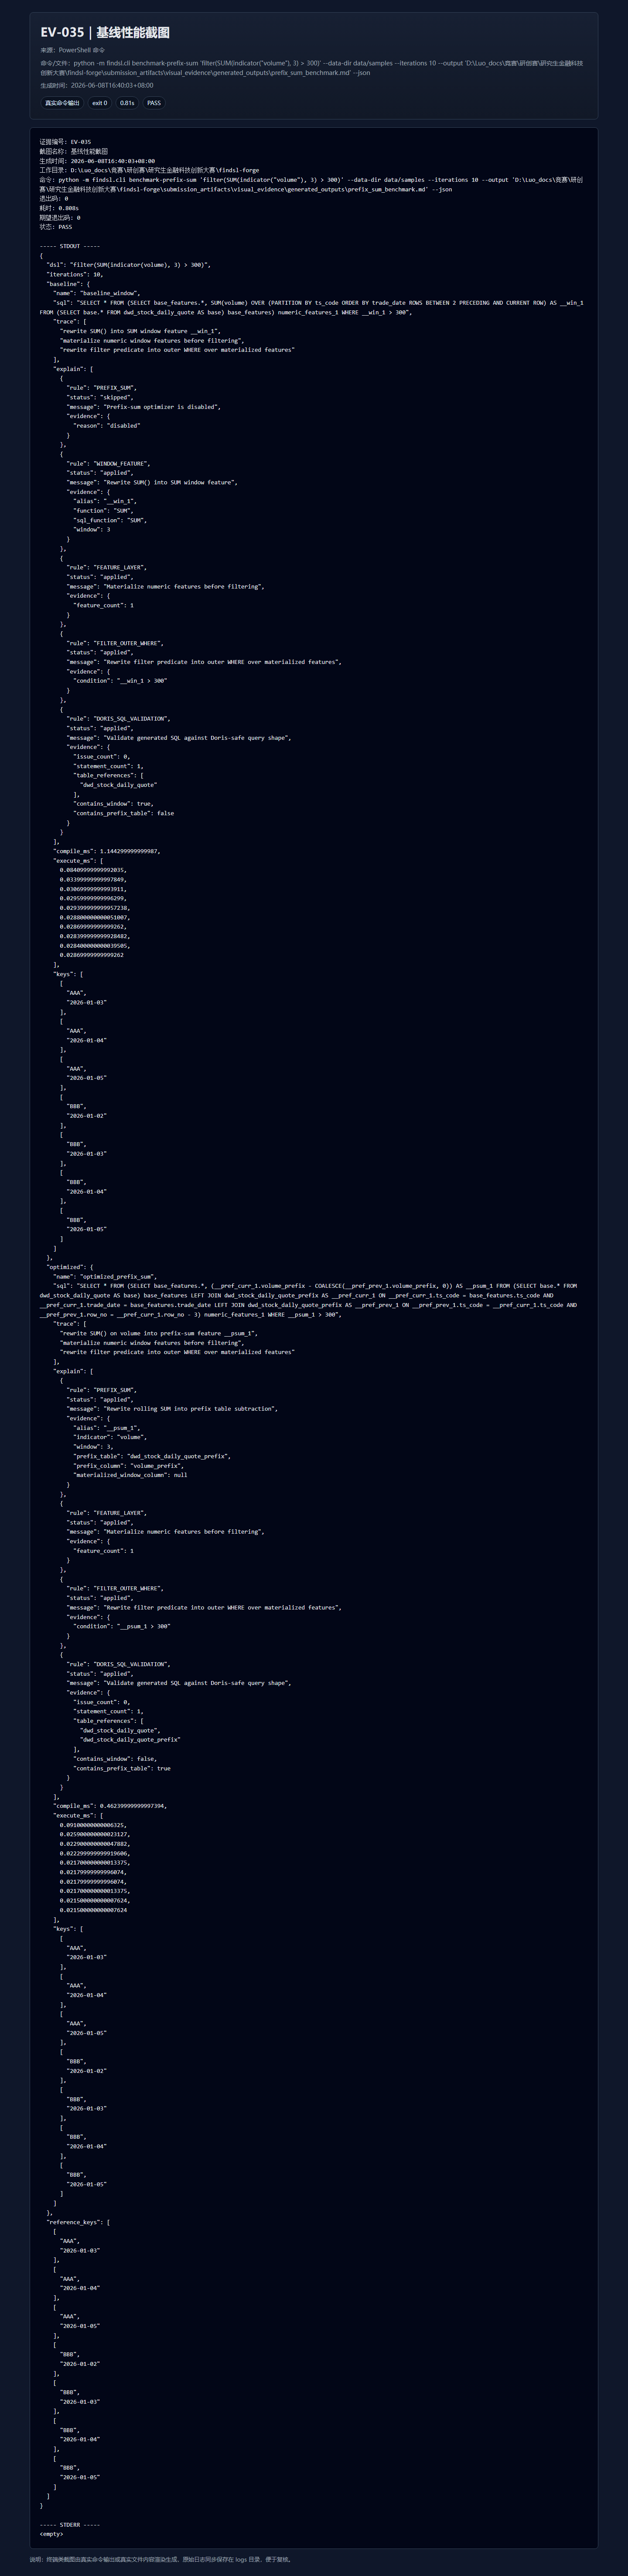 EV-035 | 基线性能截图
来源：PowerShell 命令
命令/文件：python -m findsl.cli benchmark-prefix-sum 'filter(SUM(indicator("volume"), 3) > 300)' --data-dir data/samples --iterations 10 --output 'D:\Luo_docs\竞赛\研创赛\研究生金融科技
创新大赛\findsl-forge\submission_artifacts\visual_evidence\generated_outputs\prefix_sum_benchmark.md' --json
生成时间：2026-06-08T16:40:03+08:00
真实命令输出 exit 0 0.81s PASS
证据编号: EV-035
截图名称: 基线性能截图
生成时间: 2026-06-08T16:40:03+08:00
工作目录: D:\Luo_docs\竞赛\研创赛\研究生金融科技创新大赛\findsl-forge
命令: python -m findsl.cli benchmark-prefix-sum 'filter(SUM(indicator("volume"), 3) > 300)' --data-dir data/samples --iterations 10 --output 'D:\Luo_docs\竞赛\研创
赛\研究生金融科技创新大赛\findsl-forge\submission_artifacts\visual_evidence\generated_outputs\prefix_sum_benchmark.md' --json
退出码: 0
耗时: 0.808s
期望退出码: 0
状态: PASS
----- STDOUT -----
{
"dsl": "filter(SUM(indicator(volume), 3) > 300)",
"iterations": 10,
"baseline": {
"name": "baseline_window",
"sql": "SELECT * FROM (SELECT base_features.*, SUM(volume) OVER (PARTITION BY ts_code ORDER BY trade_date ROWS BETWEEN 2 PRECEDING AND CURRENT ROW) AS __win_1
FROM (SELECT base.* FROM dwd_stock_daily_quote AS base) base_features) numeric_features_1 WHERE __win_1 > 300",
"trace": [
"rewrite SUM() into SUM window feature __win_1",
"materialize numeric window features before filtering",
"rewrite filter predicate into outer WHERE over materialized features"
],
"explain": [
{
"rule": "PREFIX_SUM",
"status": "skipped",
"message": "Prefix-sum optimizer is disabled",
"evidence": {
"reason": "disabled"
}
},
{
"rule": "WINDOW_FEATURE",
"status": "applied",
"message": "Rewrite SUM() into SUM window feature",
"evidence": {
"alias": "__win_1",
"function": "SUM",
"sql_function": "SUM",
"window": 3
}
},
{
"rule": "FEATURE_LAYER",
"status": "applied",
"message": "Materialize numeric features before filtering",
"evidence": {
"feature_count": 1
}
},
{
"rule": "FILTER_OUTER_WHERE",
"status": "applied",
"message": "Rewrite filter predicate into outer WHERE over materialized features",
"evidence": {
"condition": "__win_1 > 300"
}
},
{
"rule": "DORIS_SQL_VALIDATION",
"status": "applied",
"message": "Validate generated SQL against Doris-safe query shape",
"evidence": {
"issue_count": 0,
"statement_count": 1,
"table_references": [
"dwd_stock_daily_quote"
],
"contains_window": true,
"contains_prefix_table": false
}
}
],
"compile_ms": 1.144299999999987,
"execute_ms": [
0.08409999999992035,
0.03399999999997849,
0.03069999999993911,
0.02959999999996299,
0.029399999999957238,
0.028800000000051007,
0.02869999999999262,
0.028399999999928482,
0.028400000000039505,
0.02869999999999262
],
"keys": [
[
"AAA",
"2026-01-03"
],
[
"AAA",
"2026-01-04"
],
[
"AAA",
"2026-01-05"
],
[
"BBB",
"2026-01-02"
],
[
"BBB",
"2026-01-03"
],
[
"BBB",
"2026-01-04"
],
[
"BBB",
"2026-01-05"
]
]
},
"optimized": {
"name": "optimized_prefix_sum",
"sql": "SELECT * FROM (SELECT base_features.*, (__pref_curr_1.volume_prefix - COALESCE(__pref_prev_1.volume_prefix, 0)) AS __psum_1 FROM (SELECT base.* FROM
dwd_stock_daily_quote AS base) base_features LEFT JOIN dwd_stock_daily_quote_prefix AS __pref_curr_1 ON __pref_curr_1.ts_code = base_features.ts_code AND
__pref_curr_1.trade_date = base_features.trade_date LEFT JOIN dwd_stock_daily_quote_prefix AS __pref_prev_1 ON __pref_prev_1.ts_code = __pref_curr_1.ts_code AND
__pref_prev_1.row_no = __pref_curr_1.row_no - 3) numeric_features_1 WHERE __psum_1 > 300",
"trace": [
"rewrite SUM() on volume into prefix-sum feature __psum_1",
"materialize numeric window features before filtering",
"rewrite filter predicate into outer WHERE over materialized features"
],
"explain": [
{
"rule": "PREFIX_SUM",
"status": "applied",
"message": "Rewrite rolling SUM into prefix table subtraction",
"evidence": {
"alias": "__psum_1",
"indicator": "volume",
"window": 3,
"prefix_table": "dwd_stock_daily_quote_prefix",
"prefix_column": "volume_prefix",
"materialized_window_column": null
}
},
{
"rule": "FEATURE_LAYER",
"status": "applied",
"message": "Materialize numeric features before filtering",
"evidence": {
"feature_count": 1
}
},
{
"rule": "FILTER_OUTER_WHERE",
"status": "applied",
"message": "Rewrite filter predicate into outer WHERE over materialized features",
"evidence": {
"condition": "__psum_1 > 300"
}
},
{
"rule": "DORIS_SQL_VALIDATION",
"status": "applied",
"message": "Validate generated SQL against Doris-safe query shape",
"evidence": {
"issue_count": 0,
"statement_count": 1,
"table_references": [
"dwd_stock_daily_quote",
"dwd_stock_daily_quote_prefix"
],
"contains_window": false,
"contains_prefix_table": true
}
}
],
"compile_ms": 0.46239999999997394,
"execute_ms": [
0.09100000000006325,
0.025900000000023127,
0.022900000000047882,
0.022299999999919606,
0.021700000000013375,
0.02179999999996074,
0.02179999999996074,
0.021700000000013375,
0.021500000000007624,
0.021500000000007624
],
"keys": [
[
"AAA",
"2026-01-03"
],
[
"AAA",
"2026-01-04"
],
[
"AAA",
"2026-01-05"
],
[
"BBB",
"2026-01-02"
],
[
"BBB",
"2026-01-03"
],
[
"BBB",
"2026-01-04"
],
[
"BBB",
"2026-01-05"
]
]
},
"reference_keys": [
[
"AAA",
"2026-01-03"
],
[
"AAA",
"2026-01-04"
],
[
"AAA",
"2026-01-05"
],
[
"BBB",
"2026-01-02"
],
[
"BBB",
"2026-01-03"
],
[
"BBB",
"2026-01-04"
],
[
"BBB",
"2026-01-05"
]
]
}
----- STDERR -----
<empty>
说明：终端类截图由真实命令输出或真实文件内容渲染生成，原始日志同步保存在 logs 目录，便于复核。